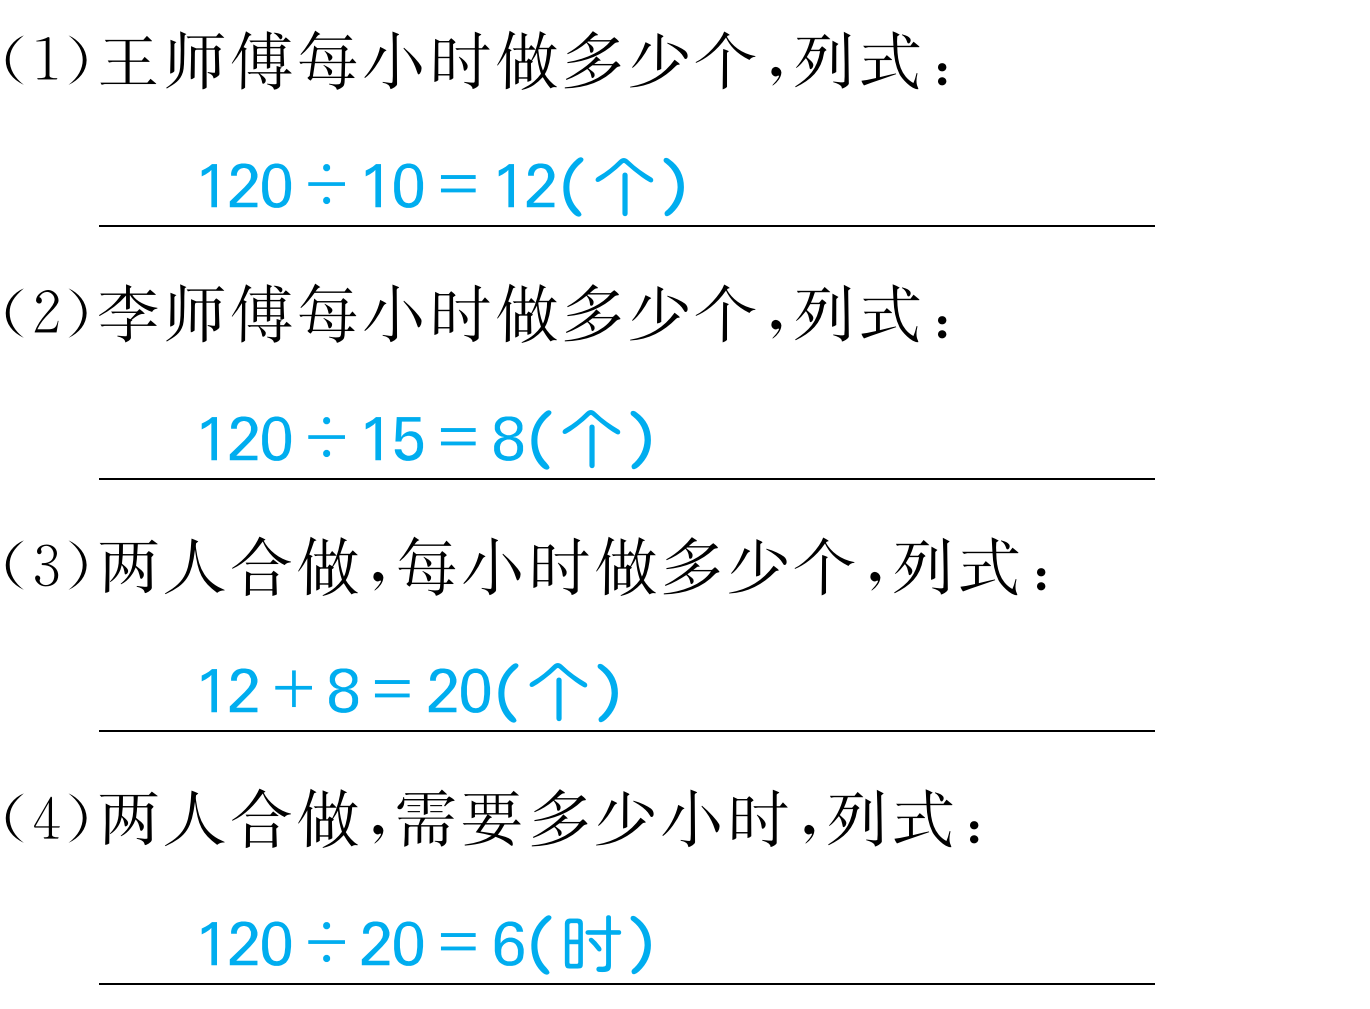 (1)王师傅每小时做多少个,列式:
120÷10=12(个)
(2)李师傅每小时做多少个,列式:
120÷15=8(个)
(3)两人合做,每小时做多少个,列式:
12+8=20(个)
(4)两人合做,需要多少小时,列式:
120÷20=6(时)